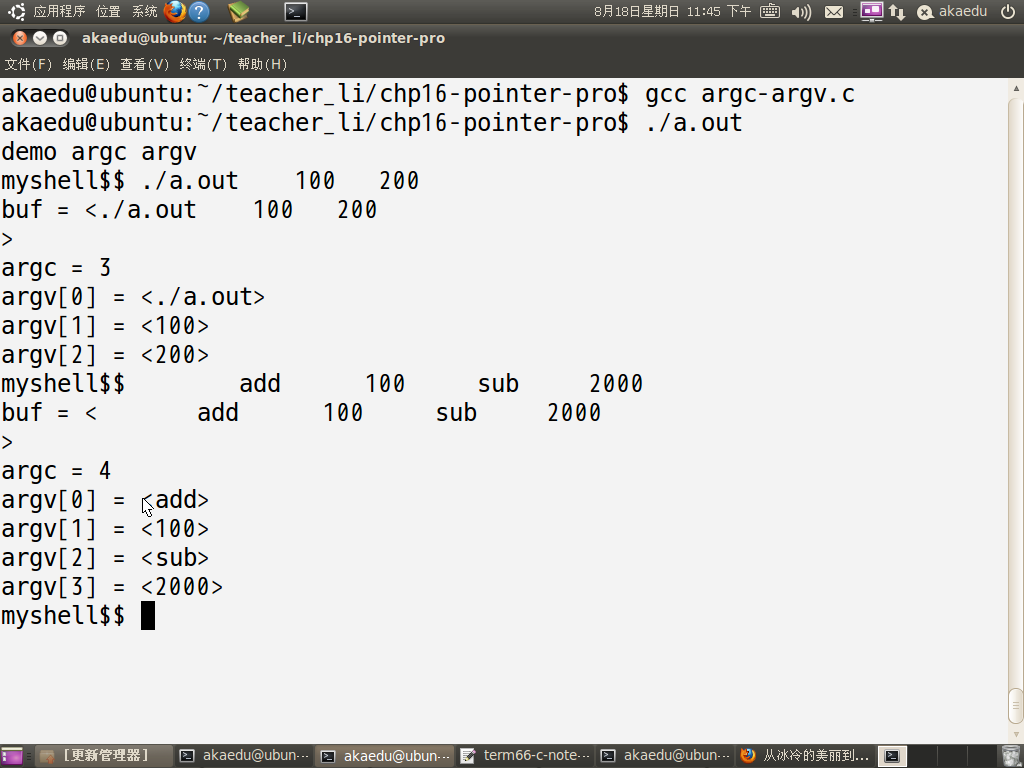 应用程序 位置 系统 8月18日星期日 11:45 下午 akaedu
akaedu@ubuntu: ~/teacher_li/chp16-pointer-pro
文件(F) 编辑(E) 查看(V) 终端(T) 帮助(H)
akaedu@ubuntu:~/teacher_li/chp16-pointer-pro$ gcc argc-argv.c
akaedu@ubuntu:~/teacher_li/chp16-pointer-pro$ ./a.out
demo argc argv
myshell$$ ./a.out    100   200
buf = <./a.out    100   200
>
argc = 3
argv[0] = <./a.out>
argv[1] = <100>
argv[2] = <200>
myshell$$        add      100     sub     2000
buf = <       add      100     sub     2000
>
argc = 4
argv[0] = <add>
argv[1] = <100>
argv[2] = <sub>
argv[3] = <2000>
myshell$$
[更新管理器] akaedu@ubun... akaedu@ubun... term66-c-note... akaedu@ubun... 从冰冷的美丽到...